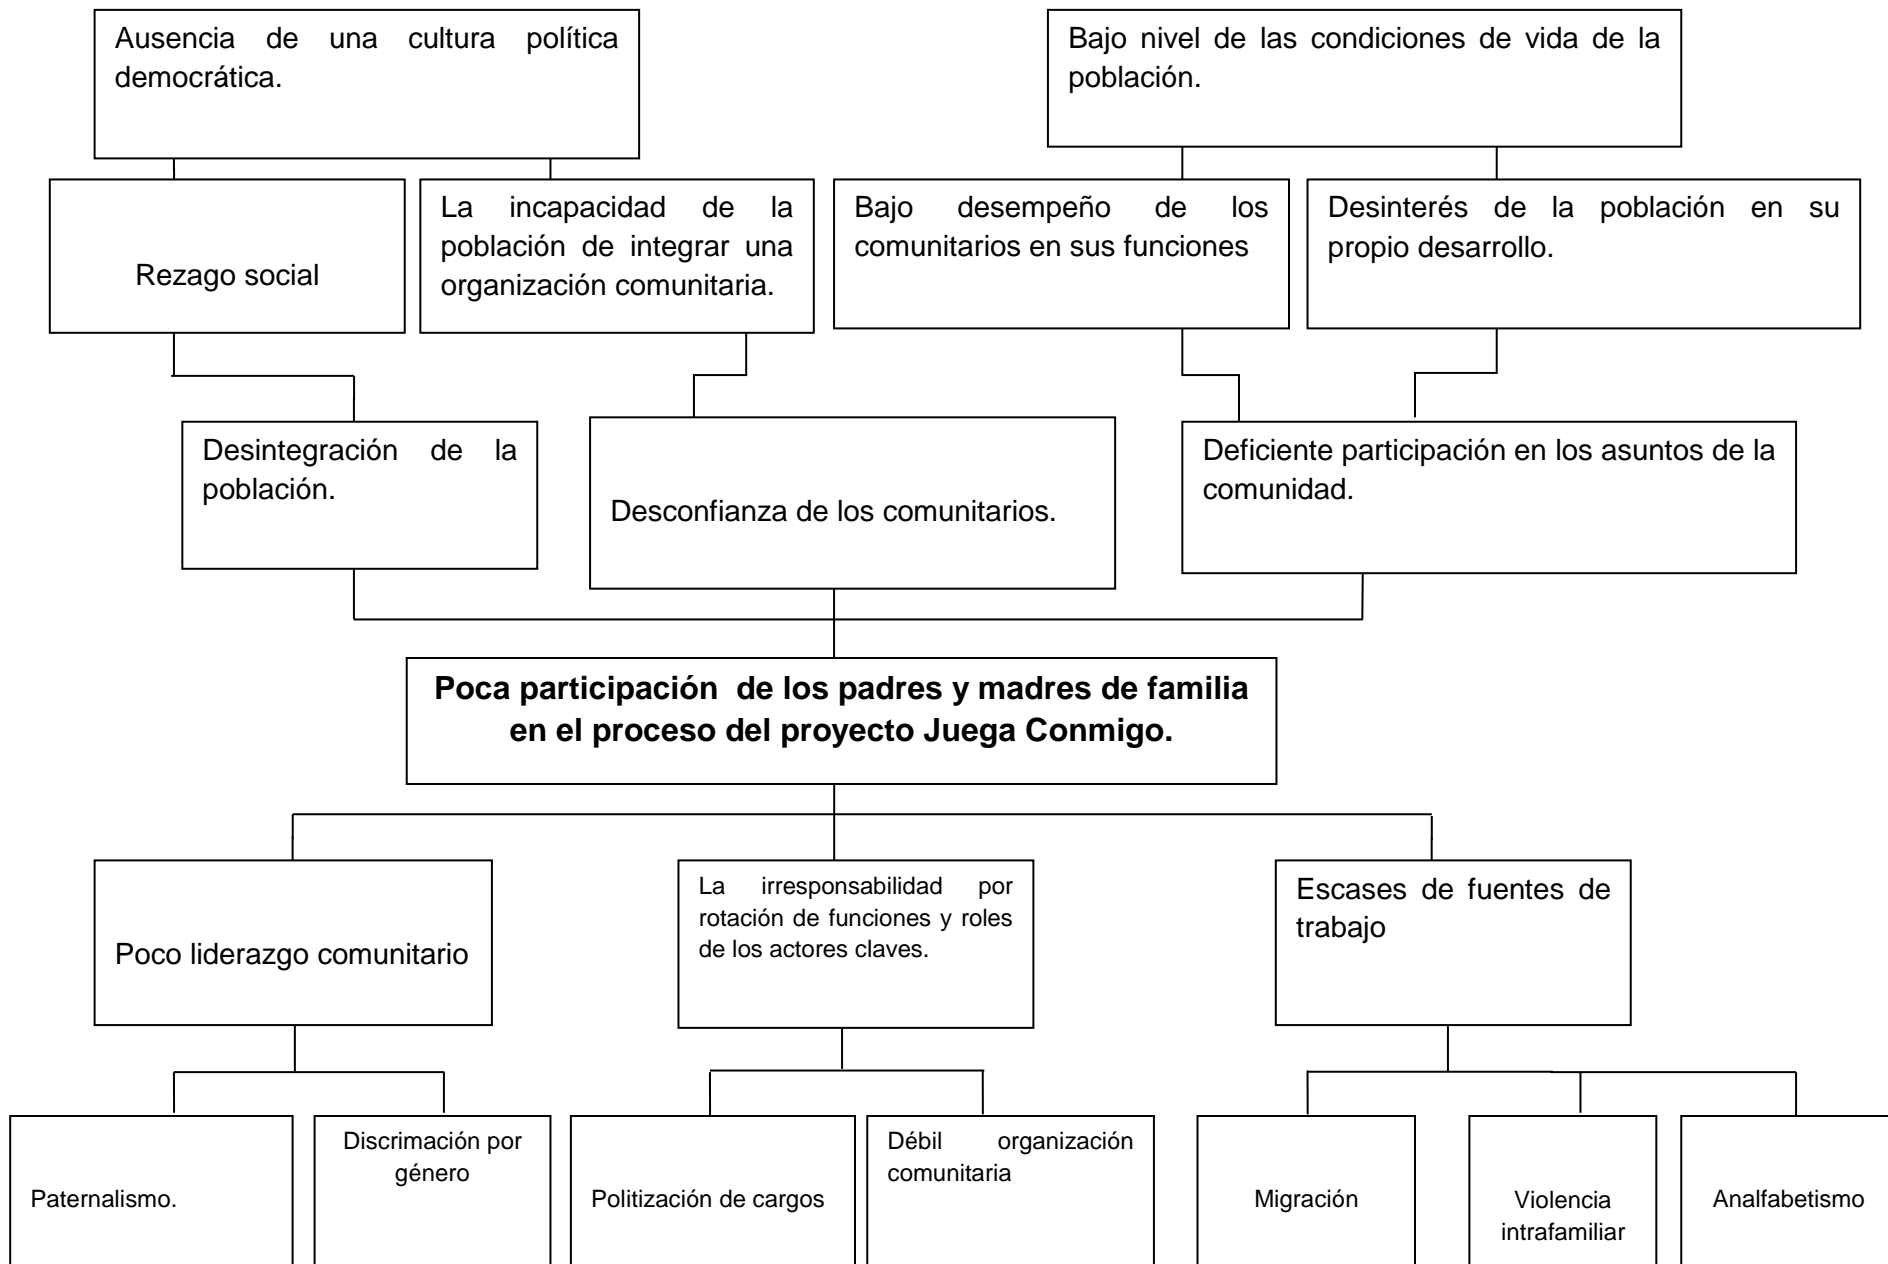 Ausencia de una cultura política
democrática.
Bajo nivel de las condiciones de vida de la
población.
Rezago social
La incapacidad de la
población de integrar una
organización comunitaria.
Bajo desempeño de los
comunitarios en sus funciones
Desinterés de la población en su
propio desarrollo.
Desintegración de la
población.
Desconfianza de los comunitarios.
Deficiente participación en los asuntos de la
comunidad.
Poca participación de los padres y madres de familia
en el proceso del proyecto Juega Conmigo.
Poco liderazgo comunitario
La irresponsabilidad por
rotación de funciones y roles
de los actores claves.
Escases de fuentes de
trabajo
Paternalismo.
Discrimación por
género
Politización de cargos
Débil organización
comunitaria
Migración
Violencia
intrafamiliar
Analfabetismo